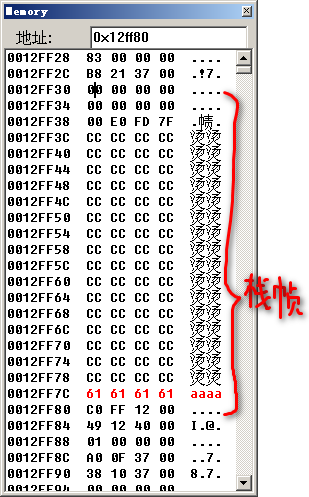 Memory
地址: 0x12ff80
0012FF28 83 00 00 00 ....
0012FF2C B8 21 37 00 .!7.
0012FF30 00 00 00 00 ....
0012FF34 00 00 00 00 ....
0012FF38 00 E0 FD 7F .帻.
0012FF3C CC CC CC CC 烫烫
0012FF40 CC CC CC CC 烫烫
0012FF44 CC CC CC CC 烫烫
0012FF48 CC CC CC CC 烫烫
0012FF4C CC CC CC CC 烫烫
0012FF50 CC CC CC CC 烫烫
0012FF54 CC CC CC CC 烫烫
0012FF58 CC CC CC CC 烫烫
0012FF5C CC CC CC CC 烫烫
0012FF60 CC CC CC CC 烫烫
0012FF64 CC CC CC CC 烫烫
0012FF68 CC CC CC CC 烫烫
0012FF6C CC CC CC CC 烫烫
0012FF70 CC CC CC CC 烫烫
0012FF74 CC CC CC CC 烫烫
0012FF78 CC CC CC CC 烫烫
0012FF7C 61 61 61 61 aaaa
0012FF80 C0 FF 12 00 ....
0012FF84 49 12 40 00 I.@.
0012FF88 01 00 00 00 ....
0012FF8C A0 0F 37 00 ..7.
0012FF90 38 10 37 00 8.7.
0012FF94 00 00 00 00 ....
栈帧